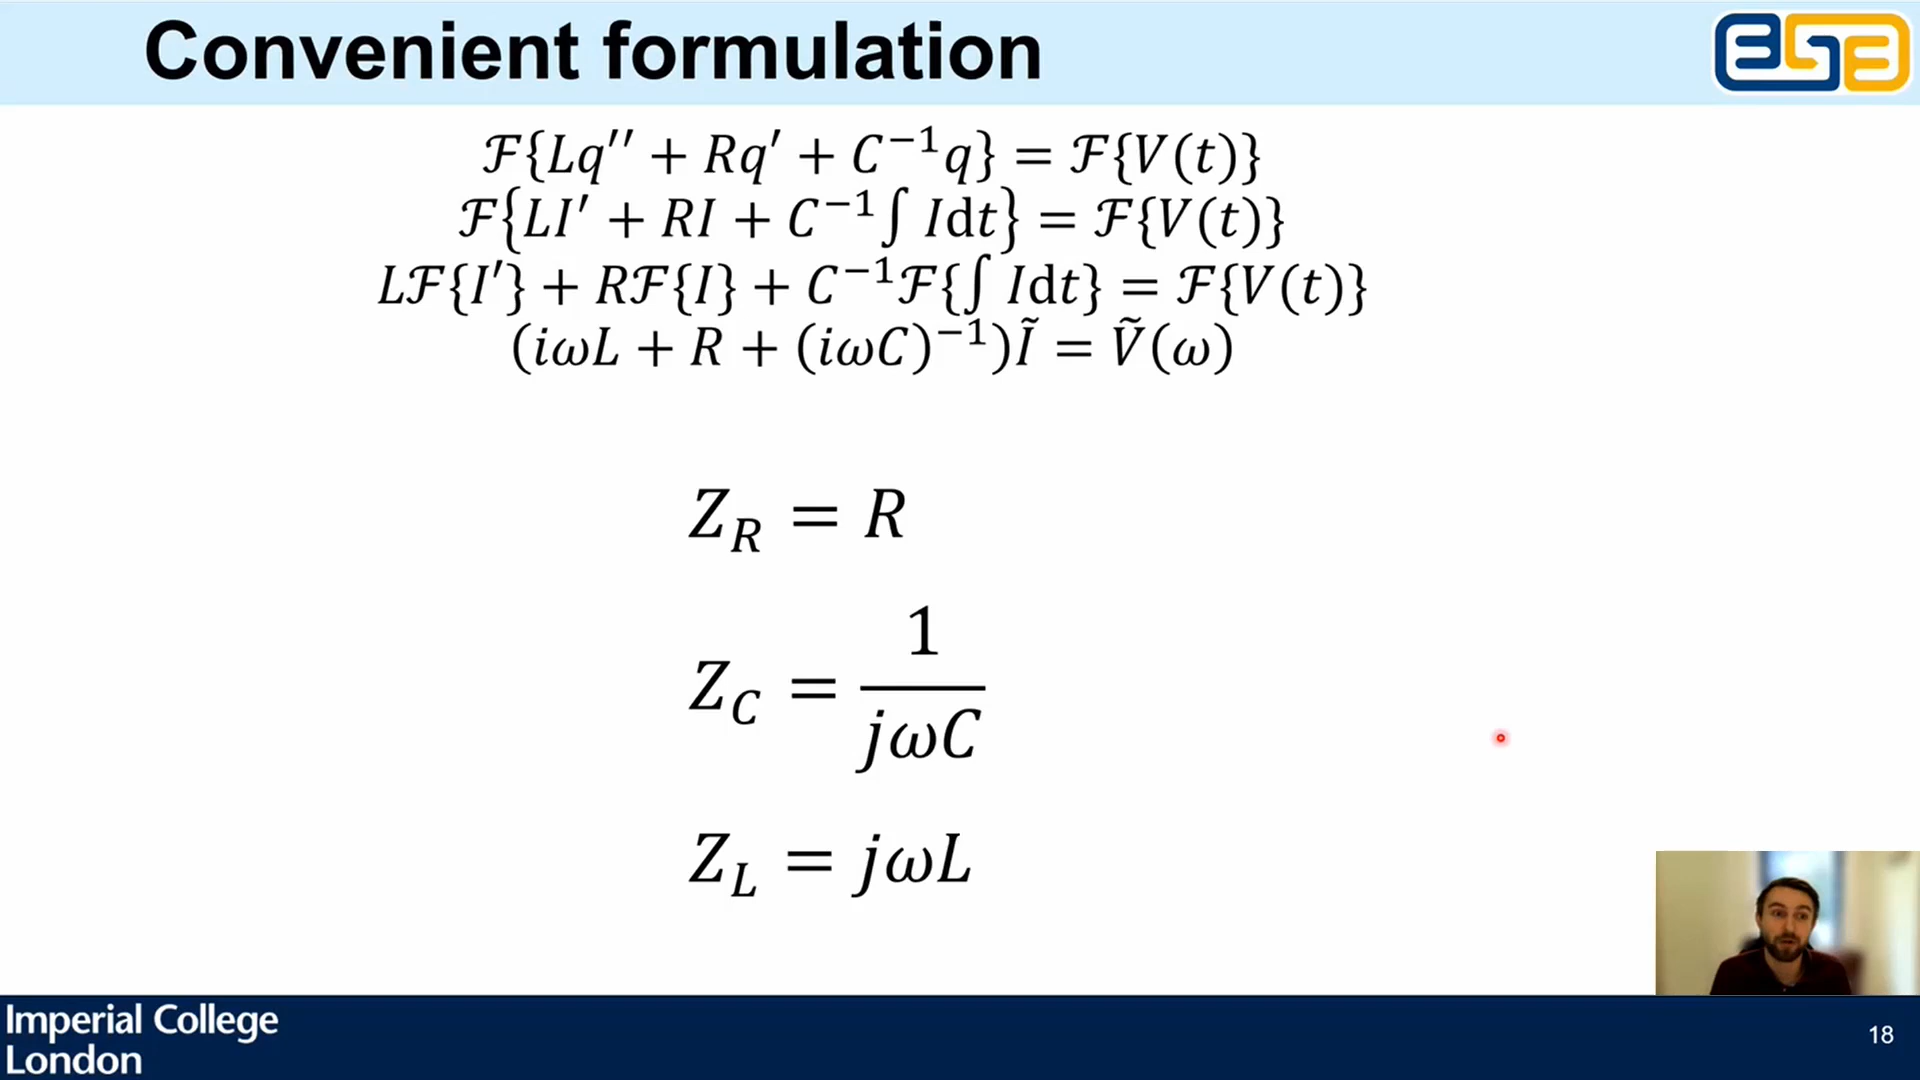 Convenient formulation
ℱ{Lq′′ + Rq′ + C⁻¹q} = ℱ{V(t)}
ℱ{LI′ + RI + C⁻¹∫ Idt} = ℱ{V(t)}
Lℱ{I′} + Rℱ{I} + C⁻¹ℱ{∫ Idt} = ℱ{V(t)}
(iωL + R + (iωC)⁻¹)Ĩ = Ṽ(ω)
Z_R = R
Z_C = 1/(jωC)
Z_L = jωL
Imperial College
London
18